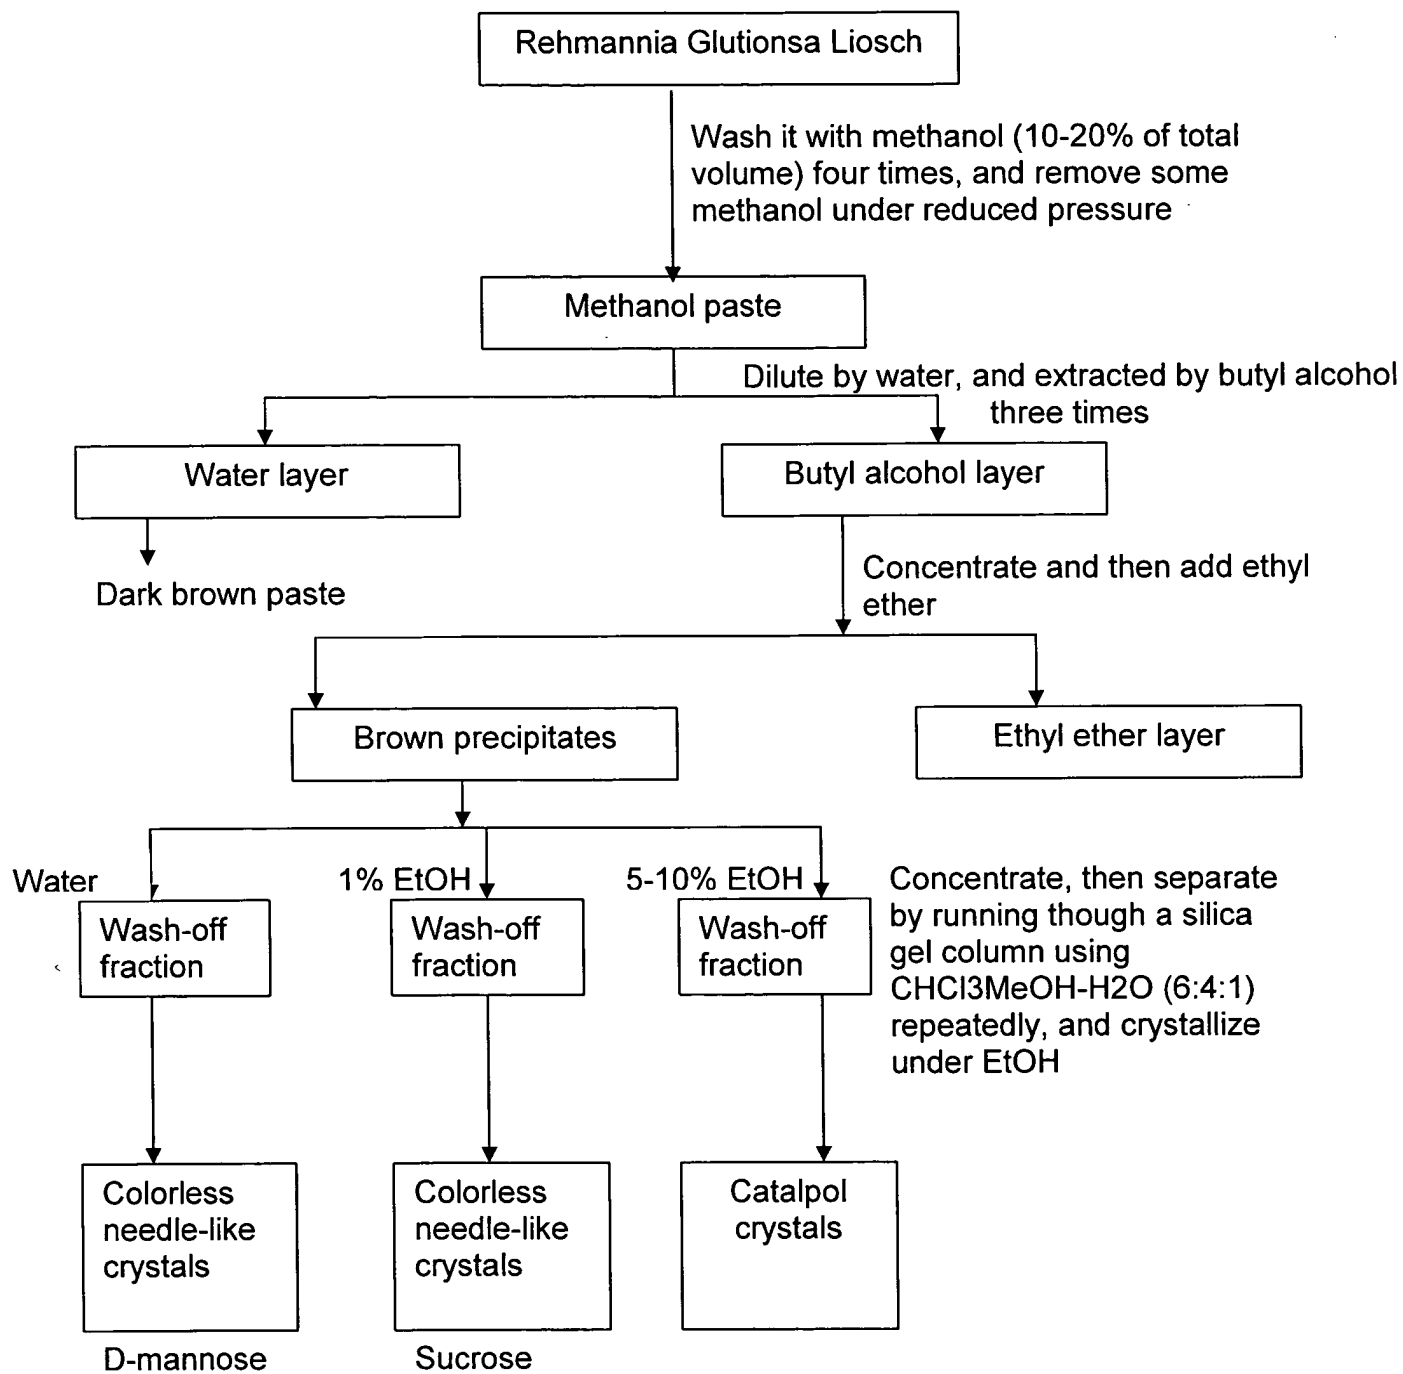 Rehmannia Glutionsa Liosch
Wash it with methanol (10-20% of total
volume) four times, and remove some
methanol under reduced pressure
Methanol paste
Dilute by water, and extracted by butyl alcohol
three times
Water layer
Butyl alcohol layer
Dark brown paste
Concentrate and then add ethyl
ether
Brown precipitates
Ethyl ether layer
Water
1% EtOH
5-10% EtOH
Wash-off
fraction
Wash-off
fraction
Wash-off
fraction
Concentrate, then separate
by running though a silica
gel column using
CHCl3MeOH-H2O (6:4:1)
repeatedly, and crystallize
under EtOH
Colorless
needle-like
crystals
Colorless
needle-like
crystals
Catalpol
crystals
D-mannose
Sucrose